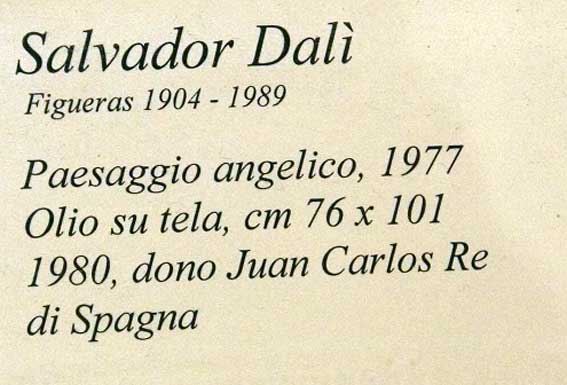 Salvador Dalì
Figueras 1904 - 1989
Paesaggio angelico, 1977
Olio su tela, cm 76 x 101
1980, dono Juan Carlos Re
di Spagna